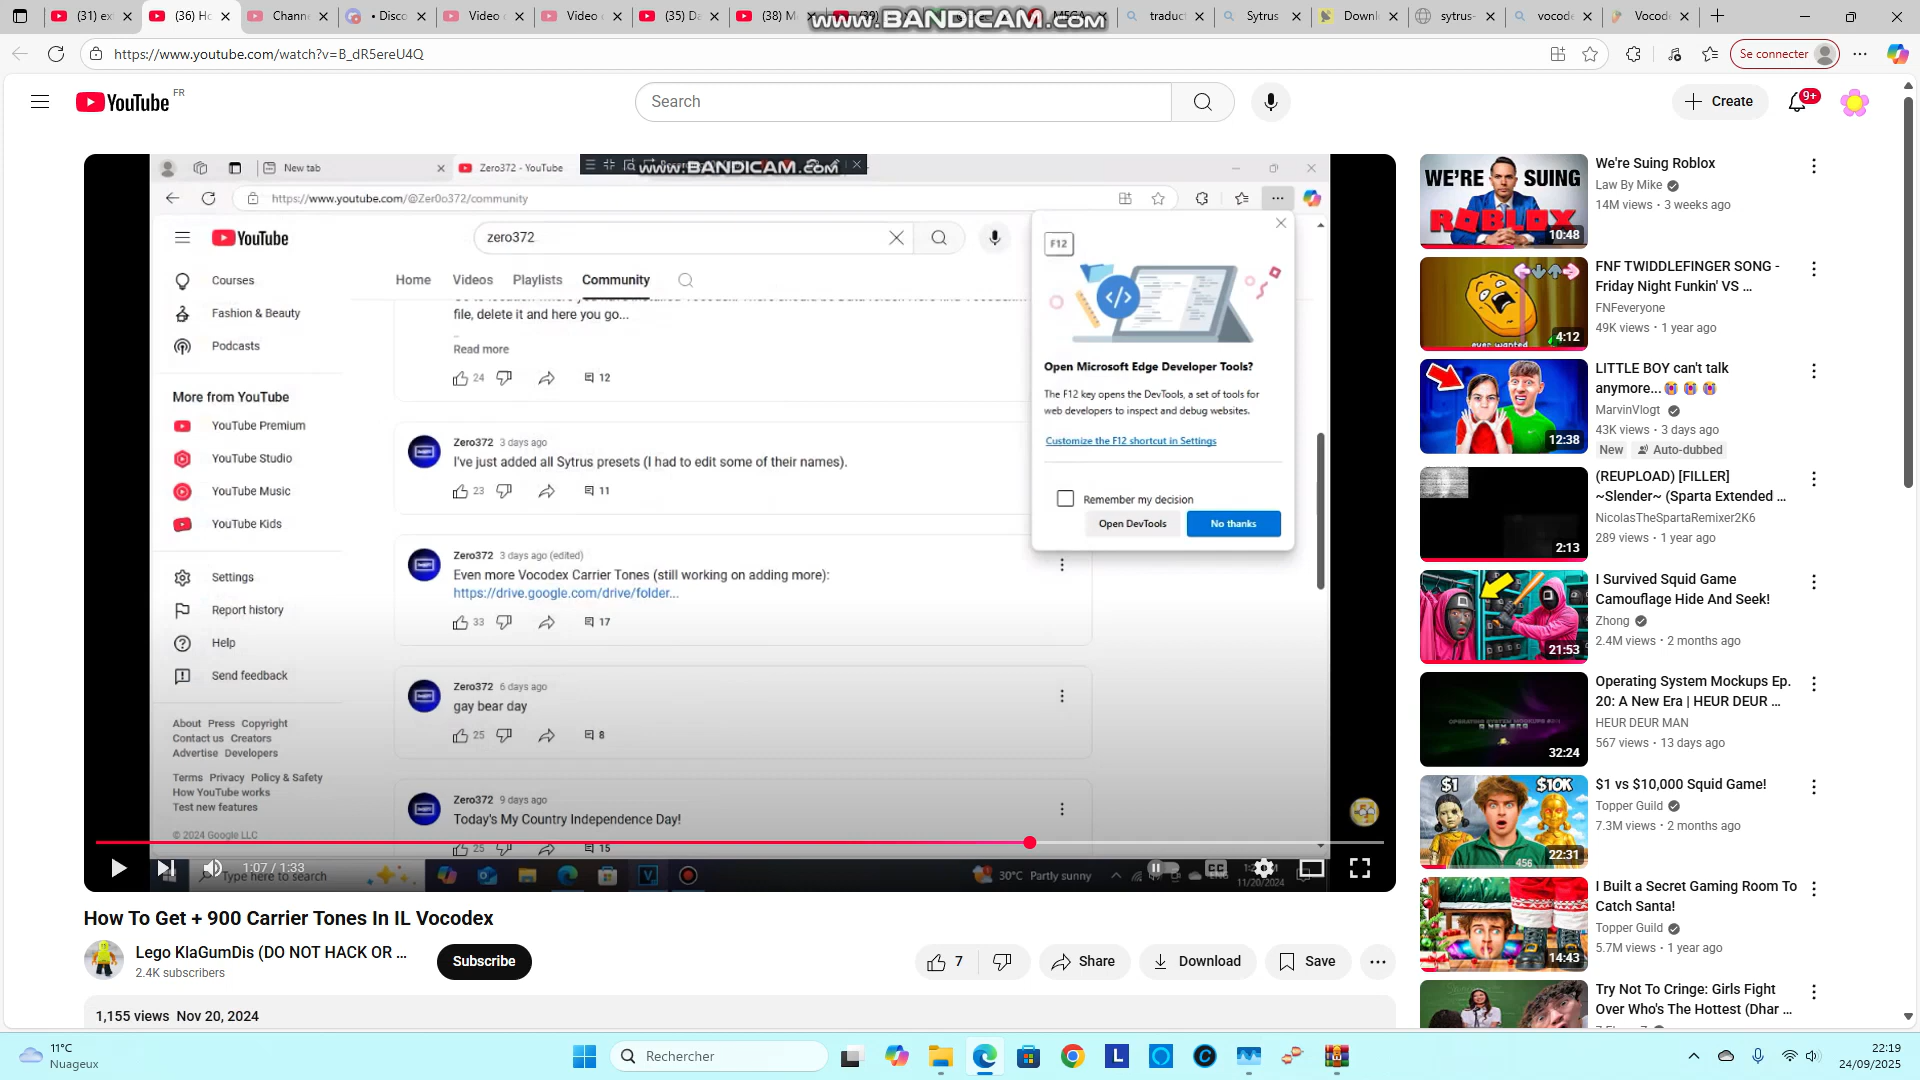 (31) ex
(36) Ho
Chann
• Disco
Video
Video
(35) D
(38) M
www.BANDICAM.com
traduct
Sytrus
Downl
sytrus-
vocod
Vocod
https://www.youtube.com/watch?v=B_dR5ereU4Q
Se connecter
YouTube FR
Search
Create
9+
New tab
Zero372 - YouTube
www.BANDICAM.com
https://www.youtube.com/@Zer0o372/community
YouTube
zero372
Courses
Fashion & Beauty
Podcasts
More from YouTube
YouTube Premium
YouTube Studio
YouTube Music
YouTube Kids
Settings
Report history
Help
Send feedback
About Press Copyright
Contact us Creators
Advertise Developers
Terms Privacy Policy & Safety
How YouTube works
Test new features
© 2024 Google LLC
Home Videos Playlists Community
file, delete it and here you go...
Read more
24 12
Zero372 3 days ago
I've just added all Sytrus presets (I had to edit some of their names).
23 11
Zero372 3 days ago (edited)
Even more Vocodex Carrier Tones (still working on adding more):
https://drive.google.com/drive/folder...
33 17
Zero372 6 days ago
gay bear day
25 8
Zero372 9 days ago
Today's My Country Independence Day!
25 15
F12
Open Microsoft Edge Developer Tools?
The F12 key opens the DevTools, a set of tools for
web developers to inspect and debug websites.
Customize the F12 shortcut in Settings
Remember my decision
Open DevTools
No thanks
1:07 / 1:33
Type here to search
30°C Partly sunny
11/20/2024
How To Get + 900 Carrier Tones In IL Vocodex
Lego KlaGumDis (DO NOT HACK OR ...
2.4K subscribers
Subscribe
7
Share
Download
Save
1,155 views Nov 20, 2024
WE'RE SUING
ROBLOX
10:48
We're Suing Roblox
Law By Mike
14M views • 3 weeks ago
ever wanted
4:12
FNF TWIDDLEFINGER SONG -
Friday Night Funkin' VS ...
FNFeveryone
49K views • 1 year ago
12:38
LITTLE BOY can't talk
anymore...😭😭😭
MarvinVlogt
43K views • 3 days ago
New Auto-dubbed
2:13
(REUPLOAD) [FILLER]
~Slender~ (Sparta Extended ...
NicolasTheSpartaRemixer2K6
289 views • 1 year ago
21:53
I Survived Squid Game
Camouflage Hide And Seek!
Zhong
2.4M views • 2 months ago
A NEW ERA
32:24
Operating System Mockups Ep.
20: A New Era | HEUR DEUR ...
HEUR DEUR MAN
567 views • 13 days ago
$1
$10K
456
22:31
$1 vs $10,000 Squid Game!
Topper Guild
7.3M views • 2 months ago
14:43
I Built a Secret Gaming Room To
Catch Santa!
Topper Guild
5.7M views • 1 year ago
Try Not To Cringe: Girls Fight
Over Who's The Hottest (Dhar ...
11°C
Nuageux
Rechercher
22:19
24/09/2025